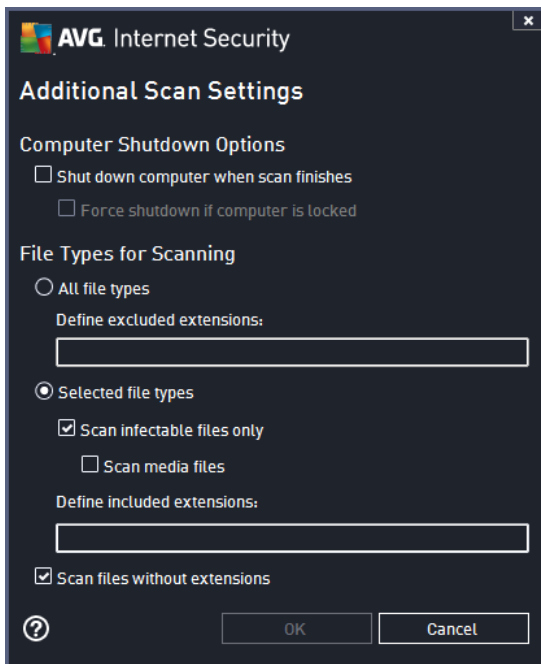 AVG. Internet Security
Additional Scan Settings
Computer Shutdown Options
Shut down computer when scan finishes
Force shutdown if computer is locked
File Types for Scanning
All file types
Define excluded extensions:
Selected file types
Scan infectable files only
Scan media files
Define included extensions:
Scan files without extensions
OK
Cancel